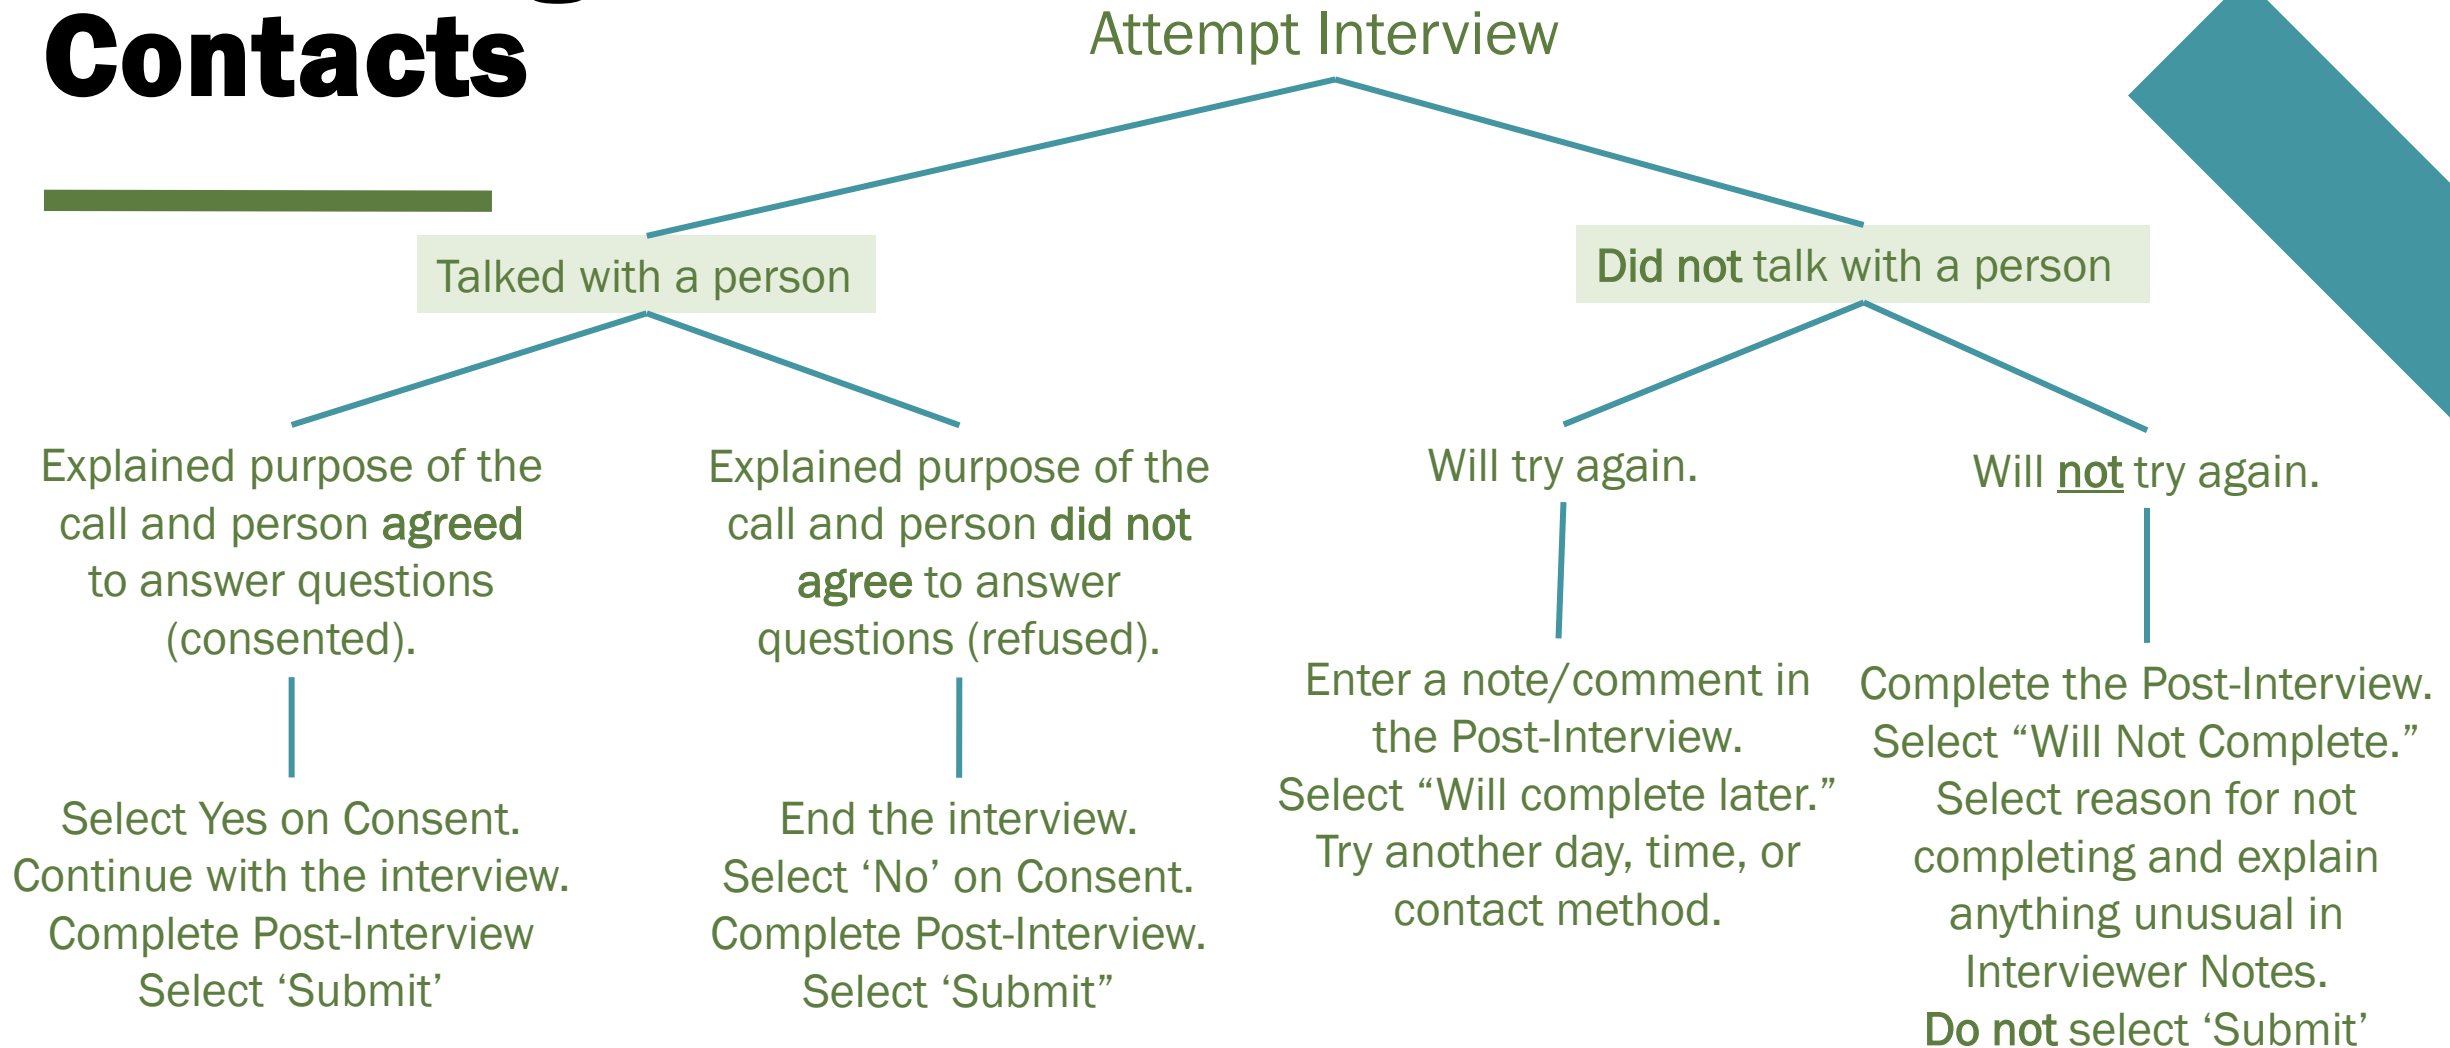 Contacts
Attempt Interview
Talked with a person
Did not talk with a person
Explained purpose of the
call and person agreed
to answer questions
(consented).
Explained purpose of the
call and person did not
agree to answer
questions (refused).
Will try again.
Will not try again.
Select Yes on Consent.
Continue with the interview.
Complete Post-Interview
Select ‘Submit’
End the interview.
Select ‘No’ on Consent.
Complete Post-Interview.
Select ‘Submit”
Enter a note/comment in
the Post-Interview.
Select “Will complete later.”
Try another day, time, or
contact method.
Complete the Post-Interview.
Select “Will Not Complete.”
Select reason for not
completing and explain
anything unusual in
Interviewer Notes.
Do not select ‘Submit’